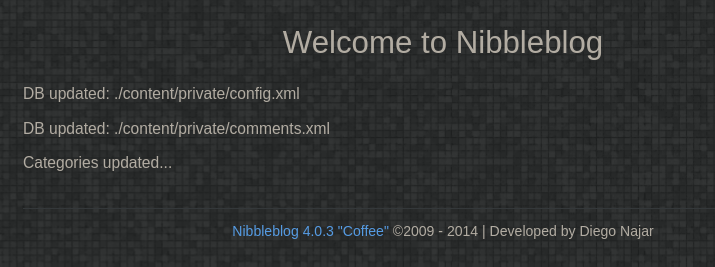 Welcome to Nibbleblog
DB updated: ./content/private/config.xml
DB updated: ./content/private/comments.xml
Categories updated...
Nibbleblog 4.0.3 "Coffee" ©2009 - 2014 | Developed by Diego Najar